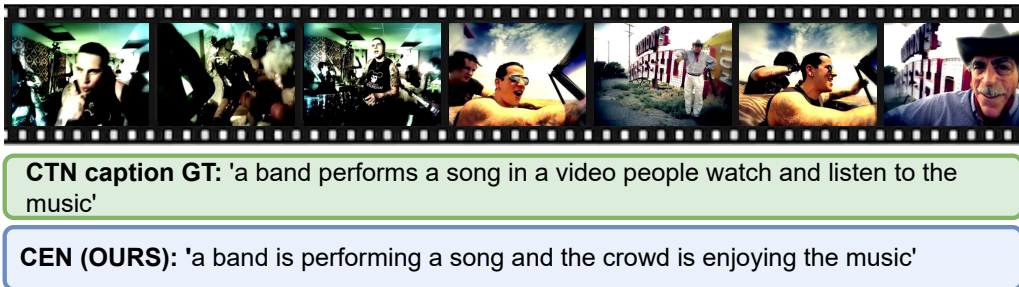 CTN caption GT: 'a band performs a song in a video people watch and listen to the
music'
CEN (OURS): 'a band is performing a song and the crowd is enjoying the music'